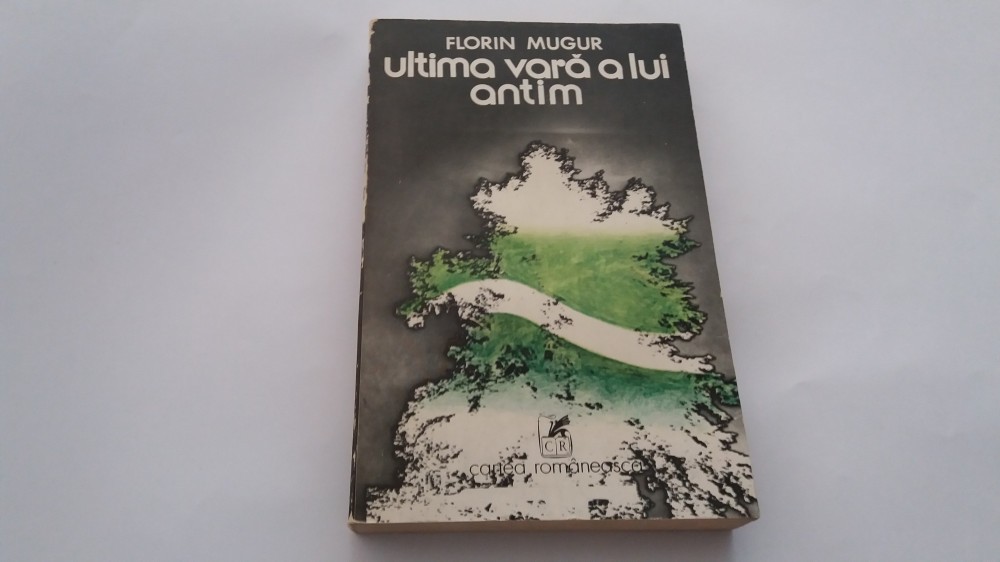 FLORIN MUGUR
ultima vară a lui
antim
CR
cartea românească